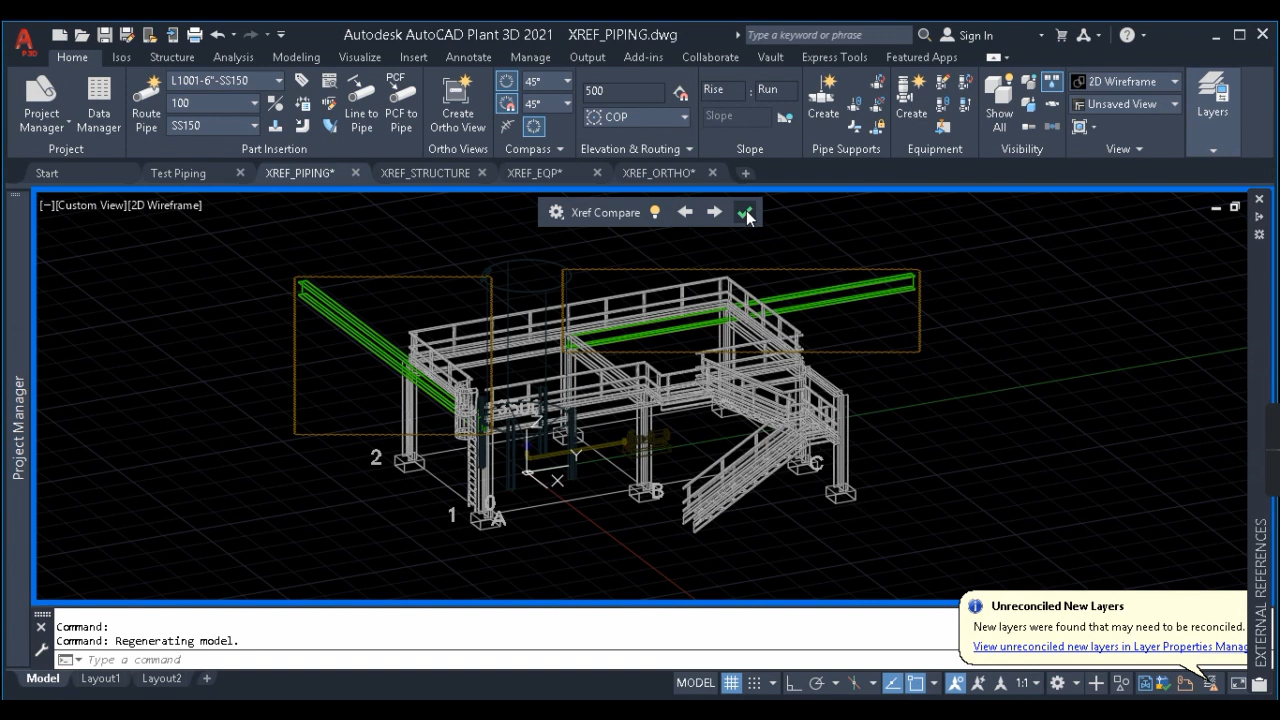 Autodesk AutoCAD Plant 3D 2021 XREF_PIPING.dwg
Type a keyword or phrase
Sign In
P3D
Home Isos Structure Analysis Modeling Visualize Insert Annotate Manage Output Add-ins Collaborate Vault Express Tools Featured Apps
Project Manager
Data Manager
Route Pipe
L1001-6"-SS150
100
SS150
Line to Pipe
PCF to Pipe
PCF
Create Ortho View
45°
45°
500
COP
Rise : Run
Slope
Create
Create
Show All
2D Wireframe
Unsaved View
Layers
Project Part Insertion Ortho Views Compass Elevation & Routing Slope Pipe Supports Equipment Visibility View
Start Test Piping XREF_PIPING* XREF_STRUCTURE XREF_EQP* XREF_ORTHO*
[−][Custom View][2D Wireframe]
Xref Compare
Project Manager
EXTERNAL REFERENCES
Z
Y
X
2
1
A
B
C
Unreconciled New Layers
New layers were found that may need to be reconciled.
View unreconciled new layers in Layer Properties Manag
Command:
Command: Regenerating model.
Type a command
Model Layout1 Layout2
MODEL
1:1